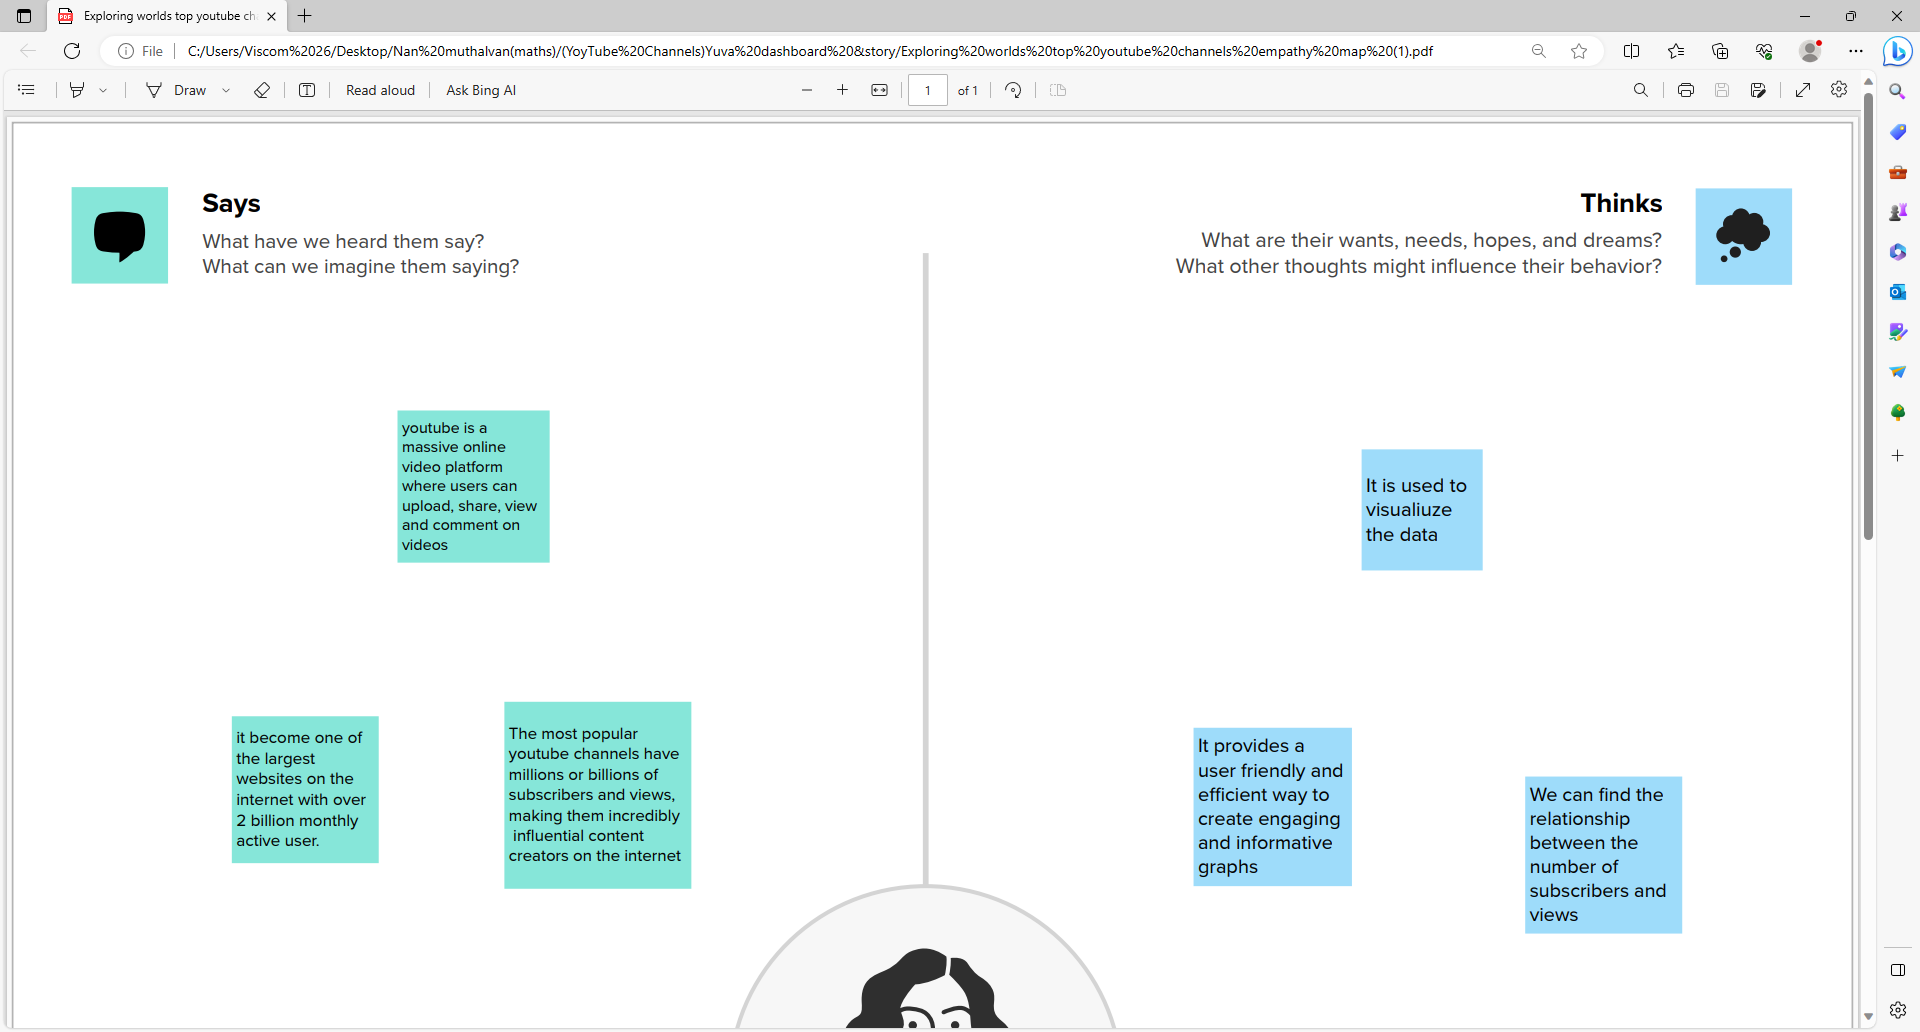 Exploring worlds top youtube ch
File
C:/Users/Viscom%2026/Desktop/Nan%20muthalvan(maths)/(YoyTube%20Channels)Yuva%20dashboard%20&story/Exploring%20worlds%20top%20youtube%20channels%20empathy%20map%20(1).pdf
Draw
Read aloud
Ask Bing AI
1
of 1
Says
What have we heard them say?
What can we imagine them saying?
Thinks
What are their wants, needs, hopes, and dreams?
What other thoughts might influence their behavior?
youtube is a
massive online
video platform
where users can
upload, share, view
and comment on
videos
It is used to
visualiuze
the data
it become one of
the largest
websites on the
internet with over
2 billion monthly
active user.
The most popular
youtube channels have
millions or billions of
subscribers and views,
making them incredibly
influential content
creators on the internet
It provides a
user friendly and
efficient way to
create engaging
and informative
graphs
We can find the
relationship
between the
number of
subscribers and
views